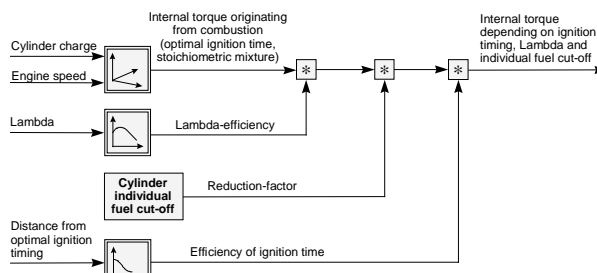 Internal torque originating
from combustion
(optimal ignition time,
stoichiometric mixture)
Internal torque
depending on ignition
timing, Lambda and
individual fuel cut-off
Cylinder charge
Engine speed
*
*
*
Lambda
Lambda-efficiency
Cylinder
individual
fuel cut-off
Reduction-factor
Distance from
optimal ignition
timing
Efficiency of ignition time